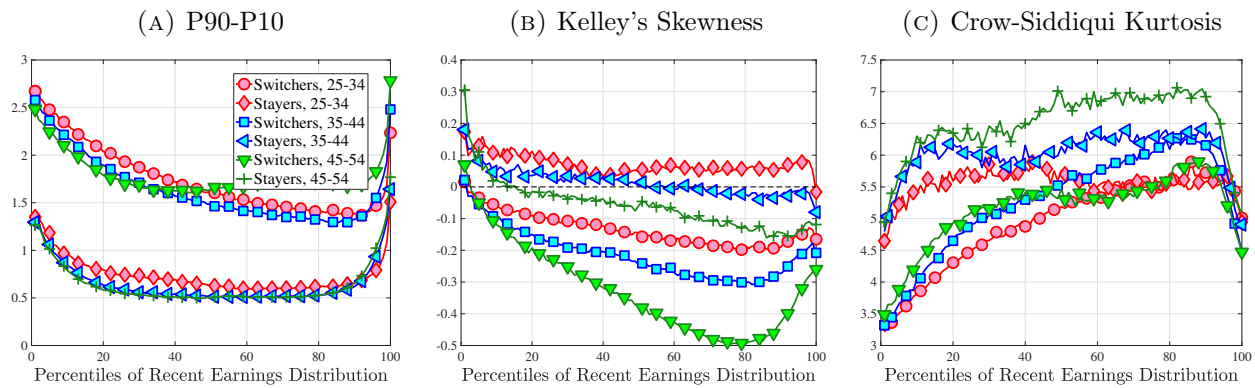 (A) P90-P10
(B) Kelley's Skewness
(C) Crow-Siddiqui Kurtosis
3
2.5
2
1.5
1
0.5
0
Switchers, 25-34
Stayers, 25-34
Switchers, 35-44
Stayers, 35-44
Switchers, 45-54
Stayers, 45-54
0 20 40 60 80 100
Percentiles of Recent Earnings Distribution
0.4
0.3
0.2
0.1
0
-0.1
-0.2
-0.3
-0.4
-0.5
0 20 40 60 80 100
Percentiles of Recent Earnings Distribution
7.5
7
6.5
6
5.5
5
4.5
4
3.5
3
0 20 40 60 80 100
Percentiles of Recent Earnings Distribution